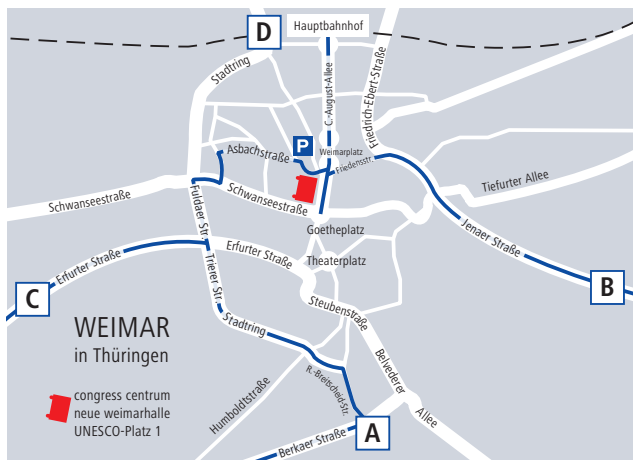 D
Hauptbahnhof
Stadtring
C.-August-Allee
Friedrich-Ebert-Straße
P
Asbachstraße
Weimarplatz
Friedensstr.
Tiefurter Allee
Schwanseestraße
Schwanseestraße
Fuldaer Str.
Goetheplatz
Jenaer Straße
Erfurter Straße
Erfurter Straße
Trierer Str.
Theaterplatz
C
B
Steubenstraße
Stadtring
WEIMAR
in Thüringen
Belvederer
Allee
R.-Breitscheid-Str.
Humboldtstraße
congress centrum
neue weimarhalle
UNESCO-Platz 1
A
Berkaer Straße